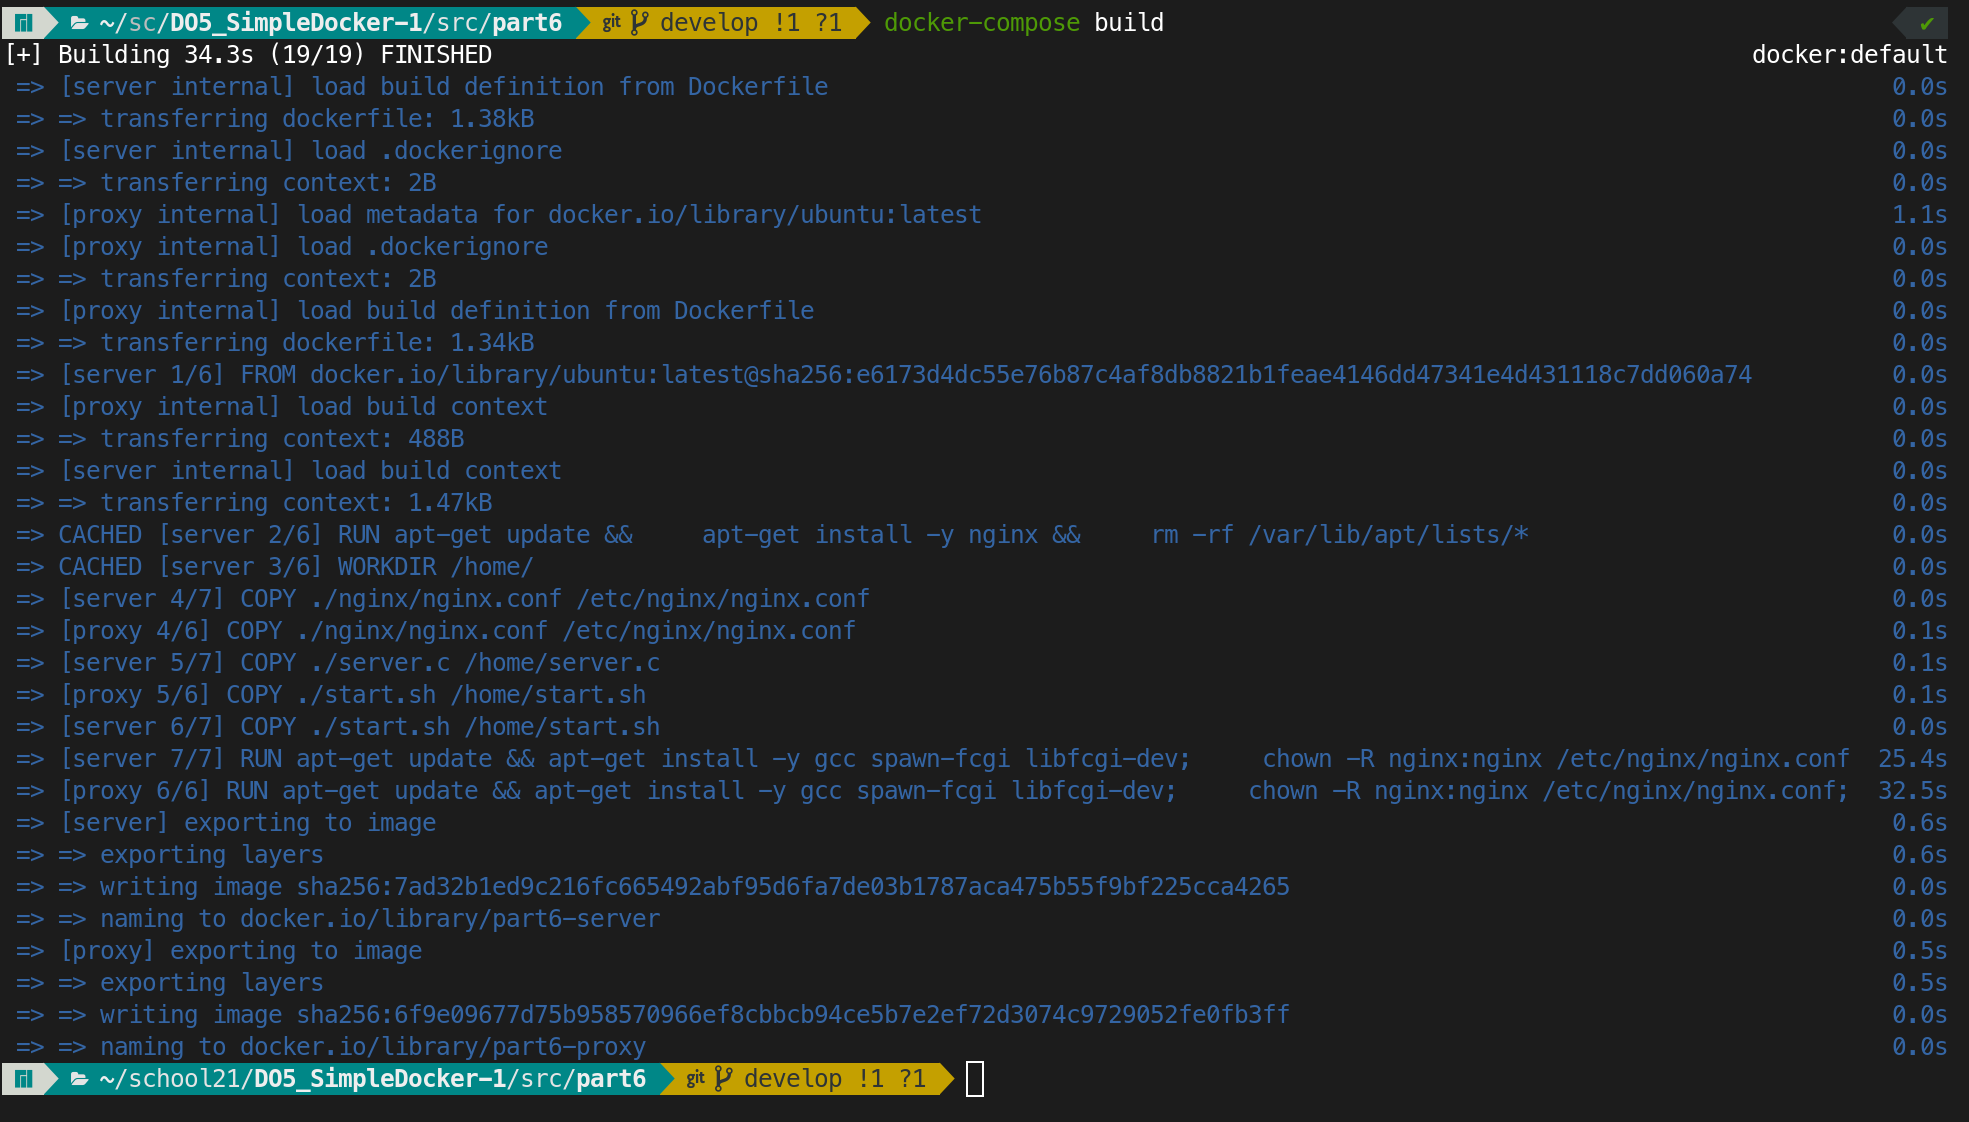 ~/sc/DO5_SimpleDocker-1/src/part6 git develop !1 ?1 docker-compose build ✔
[+] Building 34.3s (19/19) FINISHED docker:default
=> [server internal] load build definition from Dockerfile 0.0s
=> => transferring dockerfile: 1.38kB 0.0s
=> [server internal] load .dockerignore 0.0s
=> => transferring context: 2B 0.0s
=> [proxy internal] load metadata for docker.io/library/ubuntu:latest 1.1s
=> [proxy internal] load .dockerignore 0.0s
=> => transferring context: 2B 0.0s
=> [proxy internal] load build definition from Dockerfile 0.0s
=> => transferring dockerfile: 1.34kB 0.0s
=> [server 1/6] FROM docker.io/library/ubuntu:latest@sha256:e6173d4dc55e76b87c4af8db8821b1feae4146dd47341e4d431118c7dd060a74 0.0s
=> [proxy internal] load build context 0.0s
=> => transferring context: 488B 0.0s
=> [server internal] load build context 0.0s
=> => transferring context: 1.47kB 0.0s
=> CACHED [server 2/6] RUN apt-get update &&     apt-get install -y nginx &&     rm -rf /var/lib/apt/lists/* 0.0s
=> CACHED [server 3/6] WORKDIR /home/ 0.0s
=> [server 4/7] COPY ./nginx/nginx.conf /etc/nginx/nginx.conf 0.0s
=> [proxy 4/6] COPY ./nginx/nginx.conf /etc/nginx/nginx.conf 0.1s
=> [server 5/7] COPY ./server.c /home/server.c 0.1s
=> [proxy 5/6] COPY ./start.sh /home/start.sh 0.1s
=> [server 6/7] COPY ./start.sh /home/start.sh 0.0s
=> [server 7/7] RUN apt-get update && apt-get install -y gcc spawn-fcgi libfcgi-dev;     chown -R nginx:nginx /etc/nginx/nginx.conf 25.4s
=> [proxy 6/6] RUN apt-get update && apt-get install -y gcc spawn-fcgi libfcgi-dev;     chown -R nginx:nginx /etc/nginx/nginx.conf; 32.5s
=> [server] exporting to image 0.6s
=> => exporting layers 0.6s
=> => writing image sha256:7ad32b1ed9c216fc665492abf95d6fa7de03b1787aca475b55f9bf225cca4265 0.0s
=> => naming to docker.io/library/part6-server 0.0s
=> [proxy] exporting to image 0.5s
=> => exporting layers 0.5s
=> => writing image sha256:6f9e09677d75b958570966ef8cbbcb94ce5b7e2ef72d3074c9729052fe0fb3ff 0.0s
=> => naming to docker.io/library/part6-proxy 0.0s
~/school21/DO5_SimpleDocker-1/src/part6 git develop !1 ?1